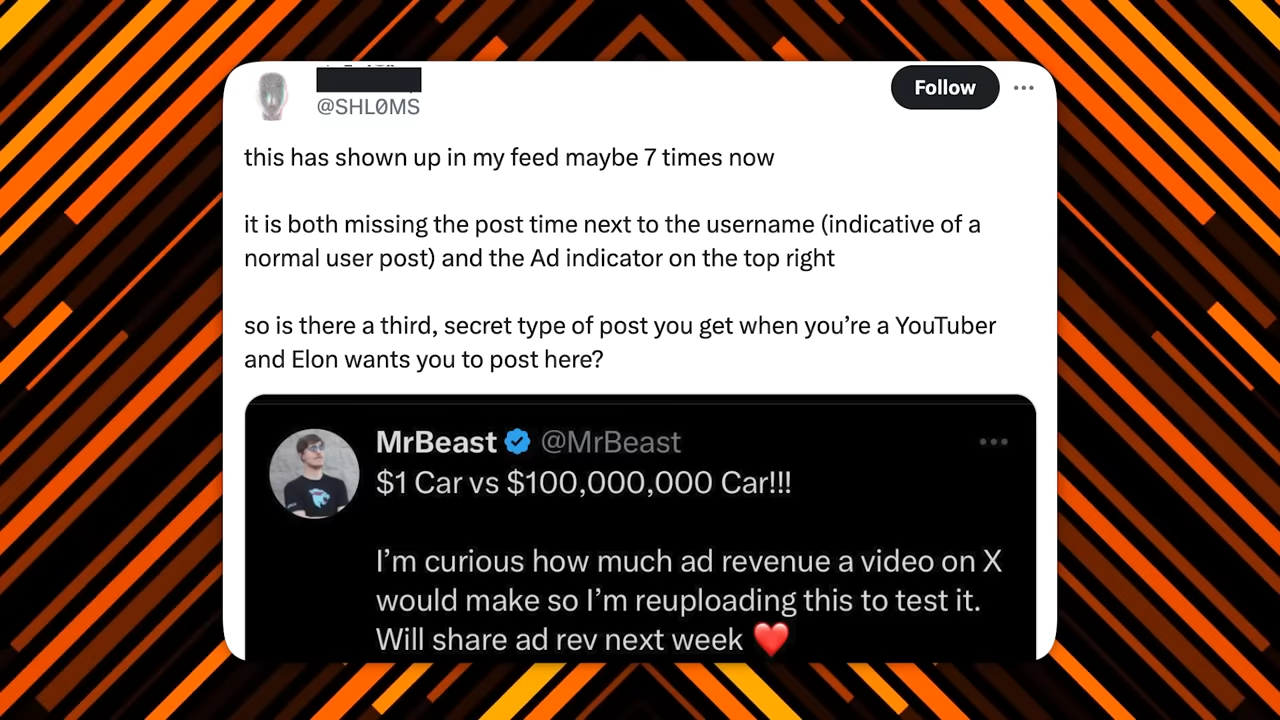 @SHLØMS
Follow
this has shown up in my feed maybe 7 times now
it is both missing the post time next to the username (indicative of a
normal user post) and the Ad indicator on the top right
so is there a third, secret type of post you get when you’re a YouTuber
and Elon wants you to post here?
MrBeast @MrBeast
$1 Car vs $100,000,000 Car!!!
I’m curious how much ad revenue a video on X
would make so I’m reuploading this to test it.
Will share ad rev next week ❤️